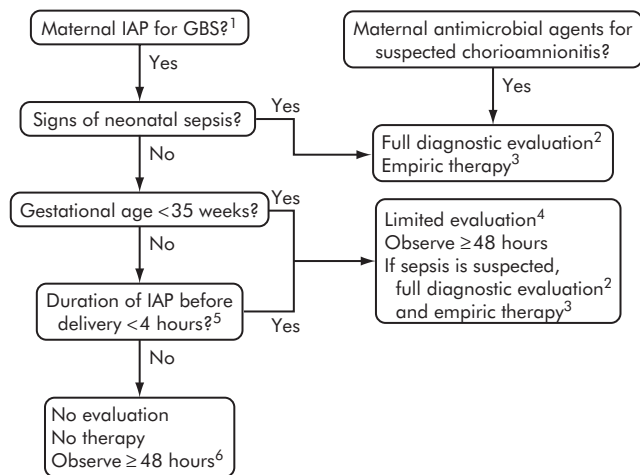 Maternal IAP for GBS?¹
Maternal antimicrobial agents for
suspected chorioamnionitis?
Yes
Yes
Signs of neonatal sepsis?
Yes
Full diagnostic evaluation²
Empiric therapy³
No
Gestational age <35 weeks?
Yes
Limited evaluation⁴
Observe ≥48 hours
If sepsis is suspected,
full diagnostic evaluation²
and empiric therapy³
No
Duration of IAP before
delivery <4 hours?⁵
Yes
No
No evaluation
No therapy
Observe ≥48 hours⁶